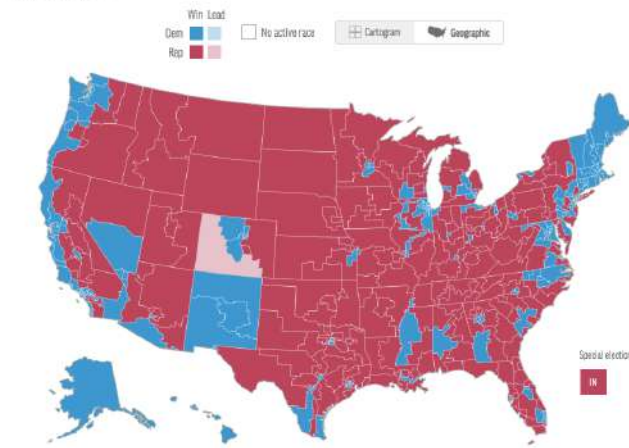 Win Lead
Dem
Rep
No active race
Cartogram
Geographic
Special election
IN